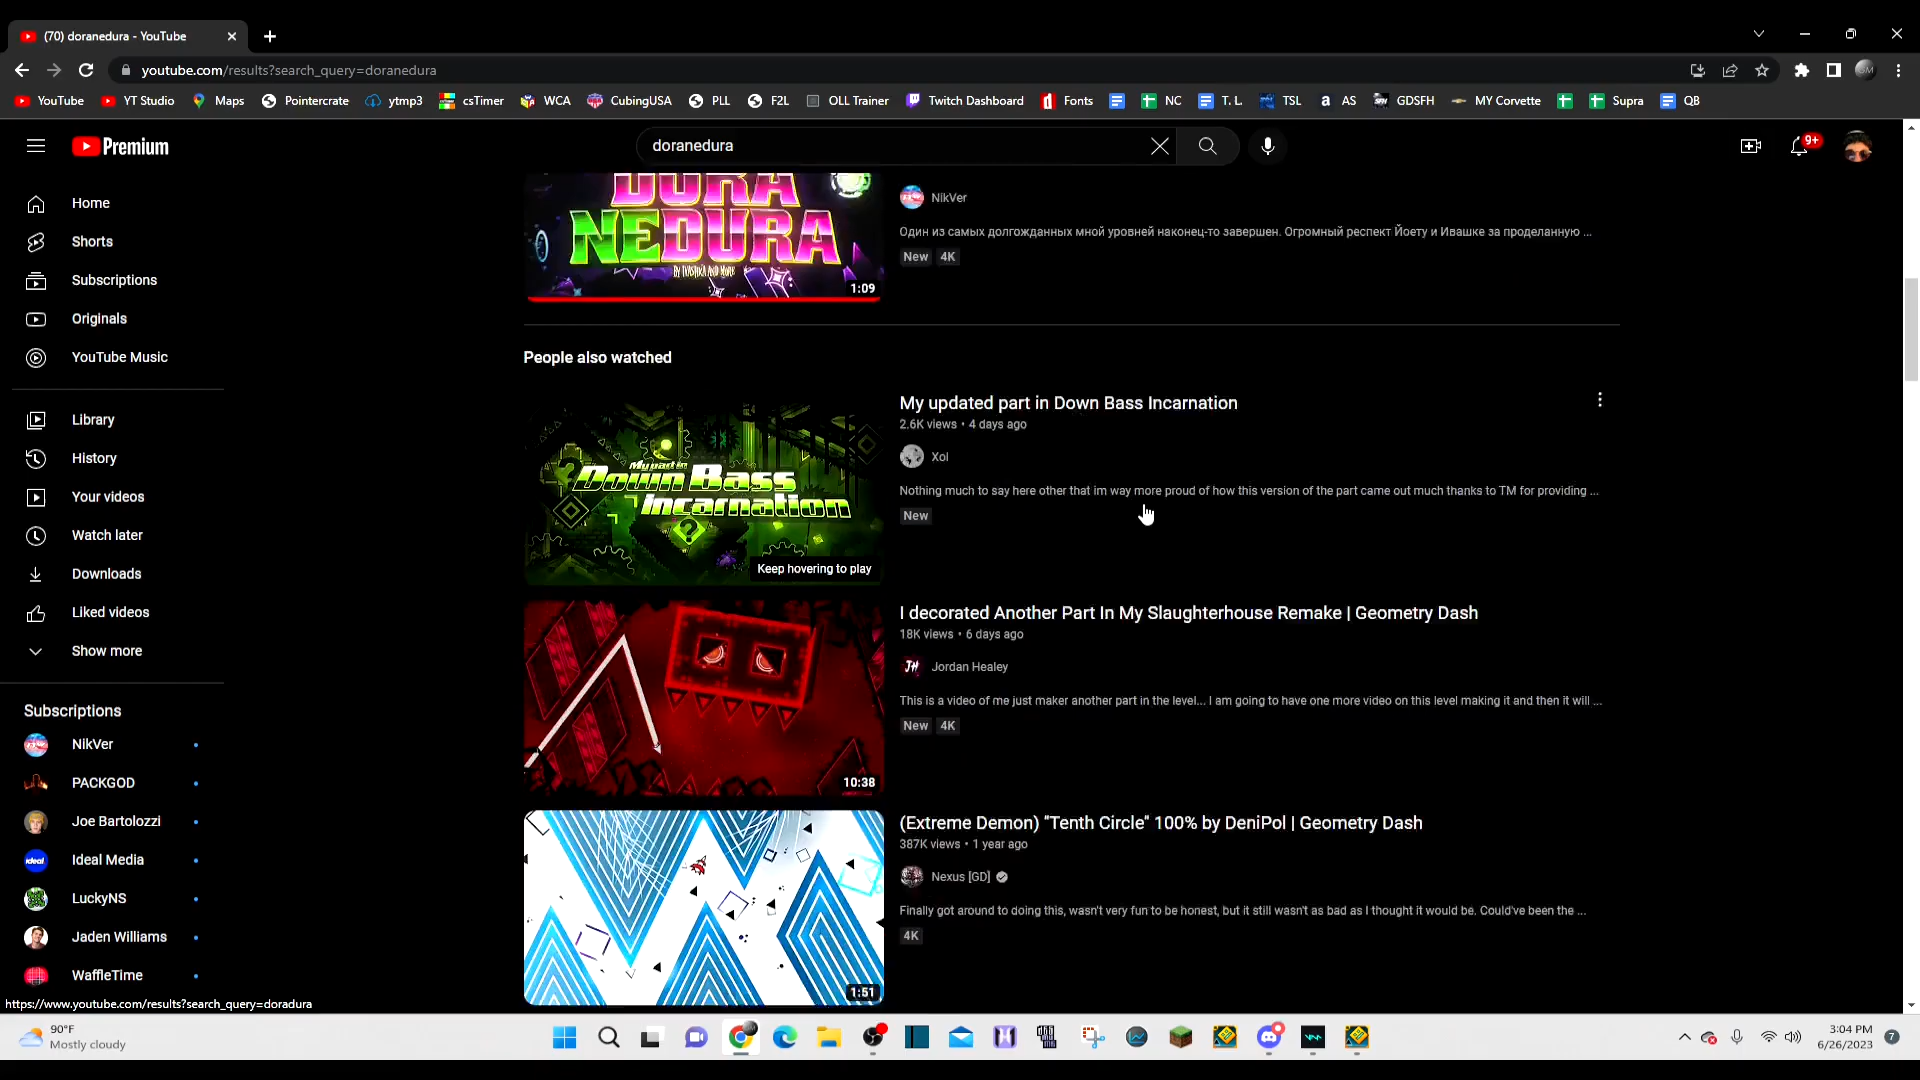 (70) doranedura - YouTube
youtube.com/results?search_query=doranedura
YouTube YT Studio Maps Pointercrate ytmp3 csTimer WCA CubingUSA PLL F2L OLL Trainer Twitch Dashboard Fonts NC T. L. TSL AS GDSFH MY Corvette Supra QB
Premium
doranedura
9+
Home
Shorts
Subscriptions
Originals
YouTube Music
Library
History
Your videos
Watch later
Downloads
Liked videos
Show more
Subscriptions
NikVer
PACKGOD
Joe Bartolozzi
Ideal Media
LuckyNS
Jaden Williams
WaffleTime
DORA
NEDURA
1:09
NikVer
Один из самых долгожданных мной уровней наконец-то завершен. Огромный респект Йоету и Ивашке за проделанную ...
New 4K
People also watched
My part in
Down Bass
Incarnation
Keep hovering to play
My updated part in Down Bass Incarnation
2.6K views • 4 days ago
Xol
Nothing much to say here other that im way more proud of how this version of the part came out much thanks to TM for providing ...
New
10:38
I decorated Another Part In My Slaughterhouse Remake | Geometry Dash
18K views • 6 days ago
JH Jordan Healey
This is a video of me just maker another part in the level... I am going to have one more video on this level making it and then it will ...
New 4K
1:51
(Extreme Demon) "Tenth Circle" 100% by DeniPol | Geometry Dash
387K views • 1 year ago
Nexus [GD]
Finally got around to doing this, wasn't very fun to be honest, but it still wasn't as bad as I thought it would be. Could've been the ...
4K
https://www.youtube.com/results?search_query=doradura
90°F
Mostly cloudy
3:04 PM
6/26/2023
7